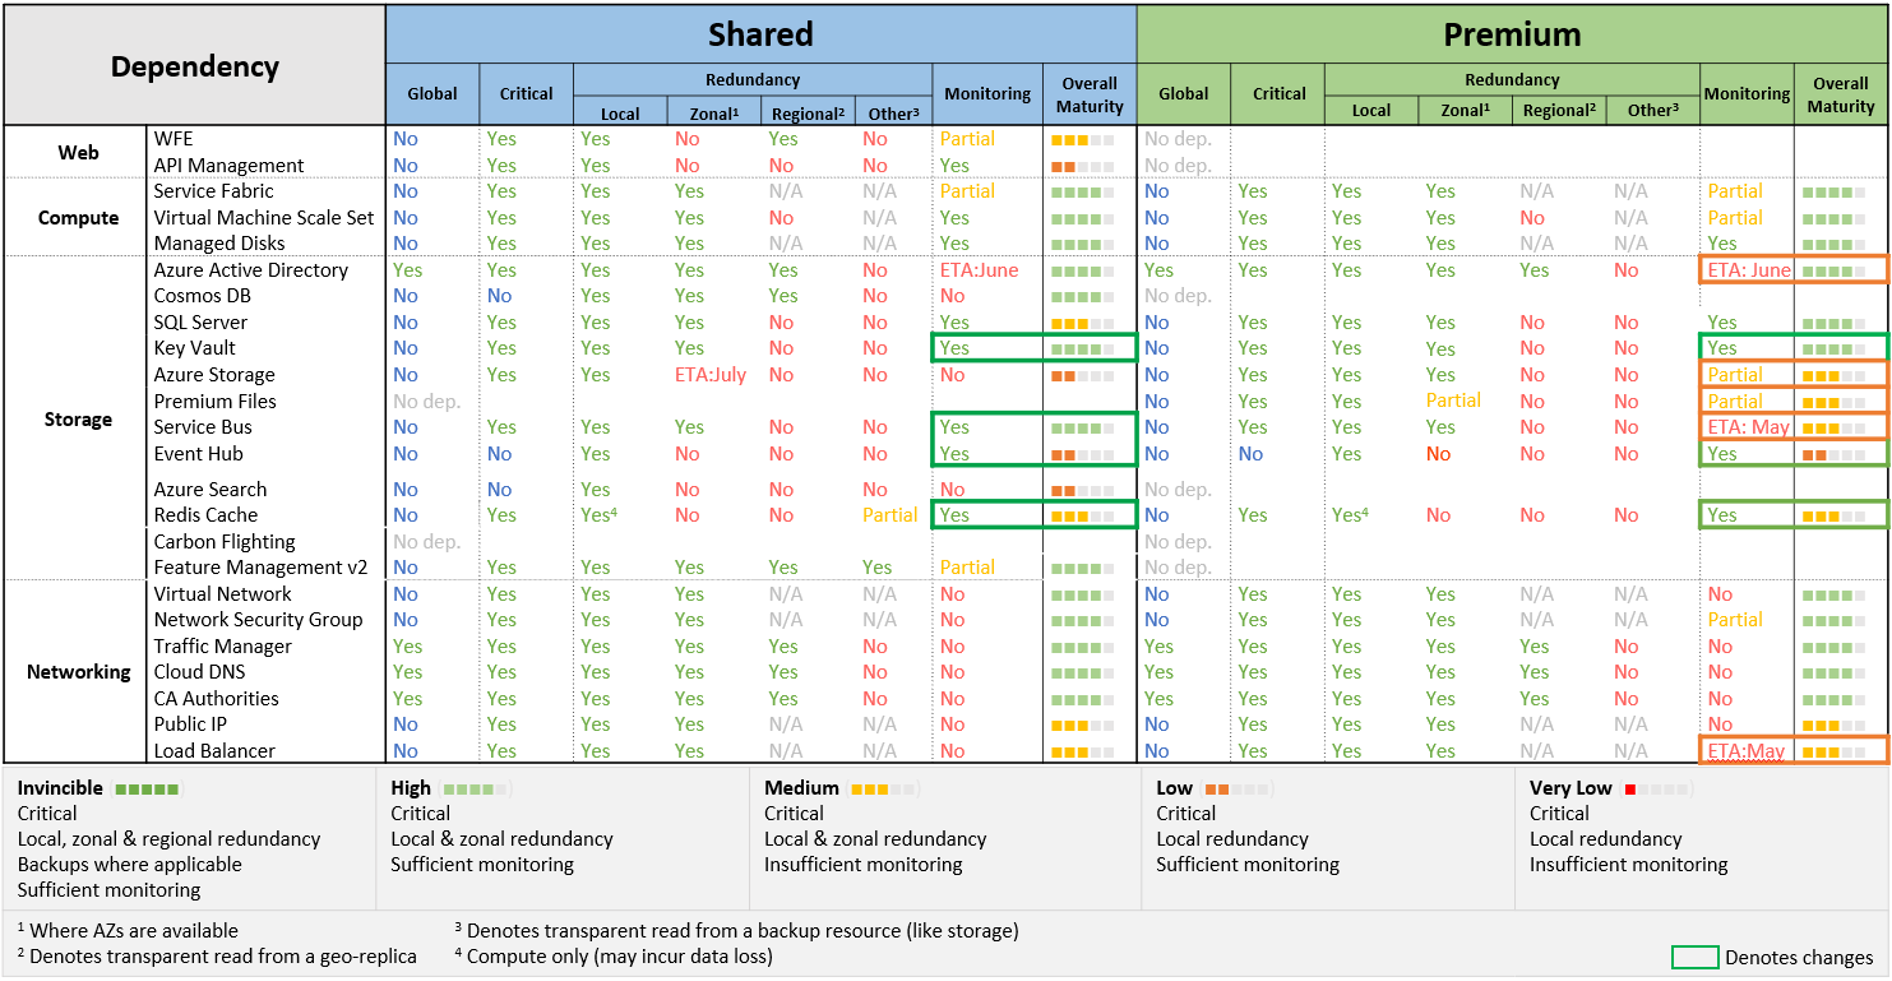 Dependency Shared Premium
Global Critical Redundancy Monitoring Overall Maturity Global Critical Redundancy Monitoring Overall Maturity
Local Zonal¹ Regional² Other³ Local Zonal¹ Regional² Other³
Web
WFE No Yes Yes No Yes No Partial No dep.
API Management No Yes Yes No No No Yes No dep.
Compute
Service Fabric No Yes Yes Yes N/A N/A Partial No Yes Yes Yes N/A N/A Partial
Virtual Machine Scale Set No Yes Yes Yes No N/A Yes No Yes Yes Yes No N/A Partial
Managed Disks No Yes Yes Yes N/A N/A Yes No Yes Yes Yes N/A N/A Yes
Storage
Azure Active Directory Yes Yes Yes Yes Yes No ETA:June Yes Yes Yes Yes Yes No ETA: June
Cosmos DB No No Yes Yes Yes No No No dep.
SQL Server No Yes Yes Yes No No Yes No Yes Yes Yes No No Yes
Key Vault No Yes Yes Yes No No Yes No Yes Yes Yes No No Yes
Azure Storage No Yes Yes ETA:July No No No No Yes Yes Yes No No Partial
Premium Files No dep. No Yes Yes Partial No No Partial
Service Bus No Yes Yes Yes No No Yes No Yes Yes Yes No No ETA: May
Event Hub No No Yes No No No Yes No No Yes No No No Yes
Azure Search No No Yes No No No No No dep.
Redis Cache No Yes Yes⁴ No No Partial Yes No Yes Yes⁴ No No No Yes
Carbon Flighting No dep. No dep.
Feature Management v2 No Yes Yes Yes Yes Yes Partial No dep.
Networking
Virtual Network No Yes Yes Yes N/A N/A No No Yes Yes Yes N/A N/A No
Network Security Group No Yes Yes Yes N/A N/A No No Yes Yes Yes N/A N/A Partial
Traffic Manager Yes Yes Yes Yes Yes No No Yes Yes Yes Yes Yes No No
Cloud DNS Yes Yes Yes Yes Yes No No Yes Yes Yes Yes Yes No No
CA Authorities Yes Yes Yes Yes Yes No No Yes Yes Yes Yes Yes No No
Public IP No Yes Yes Yes N/A N/A No No Yes Yes Yes N/A N/A No
Load Balancer No Yes Yes Yes N/A N/A No No Yes Yes Yes N/A N/A ETA:May
Invincible ( )
Critical
Local, zonal & regional redundancy
Backups where applicable
Sufficient monitoring
High ( )
Critical
Local & zonal redundancy
Sufficient monitoring
Medium ( )
Critical
Local & zonal redundancy
Insufficient monitoring
Low ( )
Critical
Local redundancy
Sufficient monitoring
Very Low ( )
Critical
Local redundancy
Insufficient monitoring
¹ Where AZs are available
² Denotes transparent read from a geo-replica
³ Denotes transparent read from a backup resource (like storage)
⁴ Compute only (may incur data loss)
Denotes changes